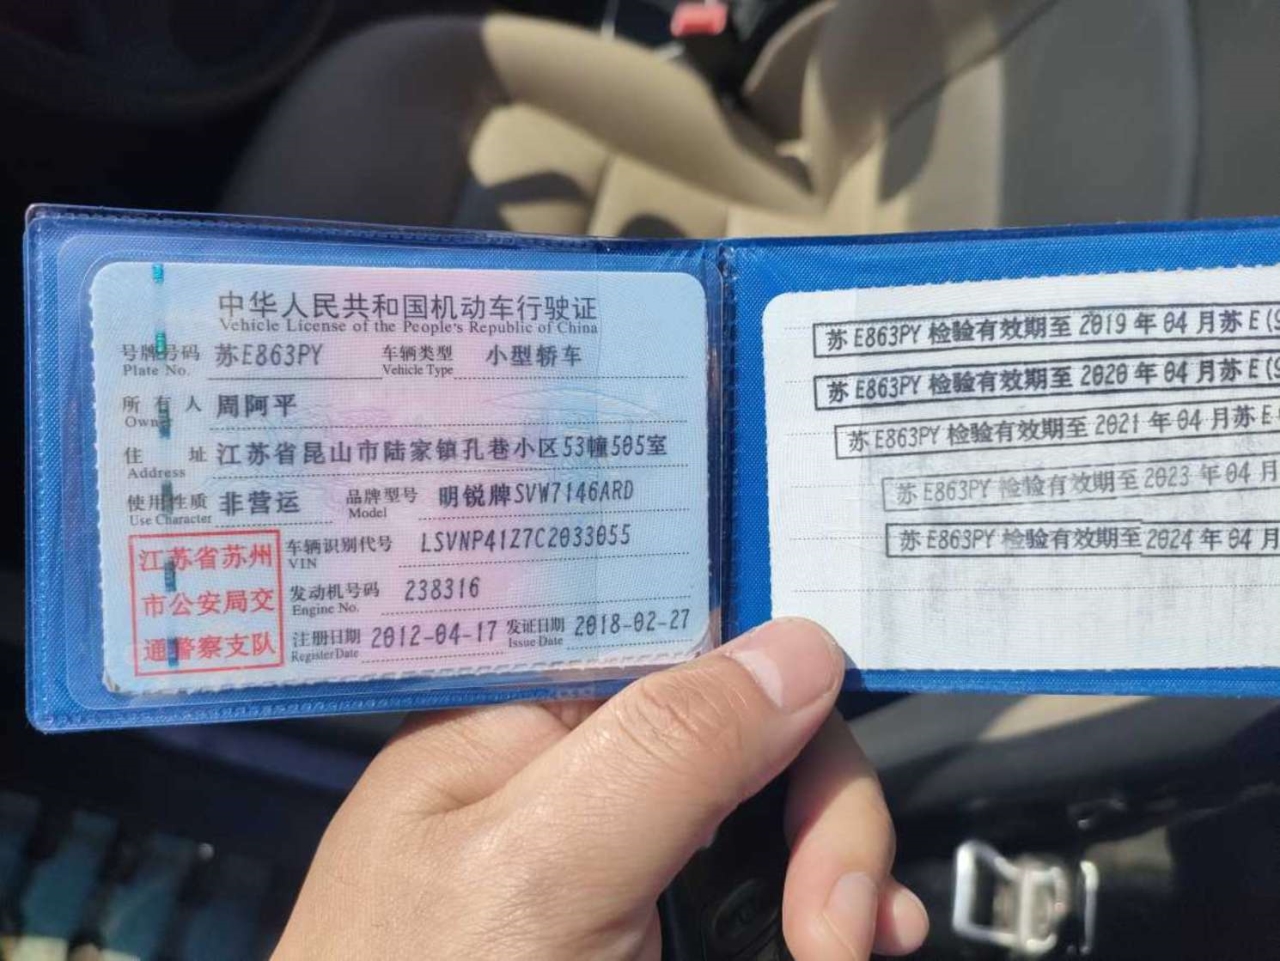 中华人民共和国机动车行驶证
Vehicle License of the People's Republic of China
号牌号码 苏E863PY 车辆类型 小型轿车
Plate No. Vehicle Type
所有人 周阿平
Owner
住址 江苏省昆山市陆家镇孔巷小区53幢505室
Address
使用性质 非营运 品牌型号 明锐牌SVW7146ARD
Use Character Model
江苏省苏州
市公安局交
通警察支队
车辆识别代号 LSVNP41Z7C2033055
VIN
发动机号码 238316
Engine No.
注册日期 2012-04-17 发证日期 2018-02-27
Register Date Issue Date
苏E863PY 检验有效期至 2019 年 04 月苏E(
苏E863PY 检验有效期至 2020 年 04 月苏E(
苏E863PY 检验有效期至 2021 年 04 月苏E
苏E863PY 检验有效期至 2023 年 04 月
苏E863PY 检验有效期至 2024 年 04 月